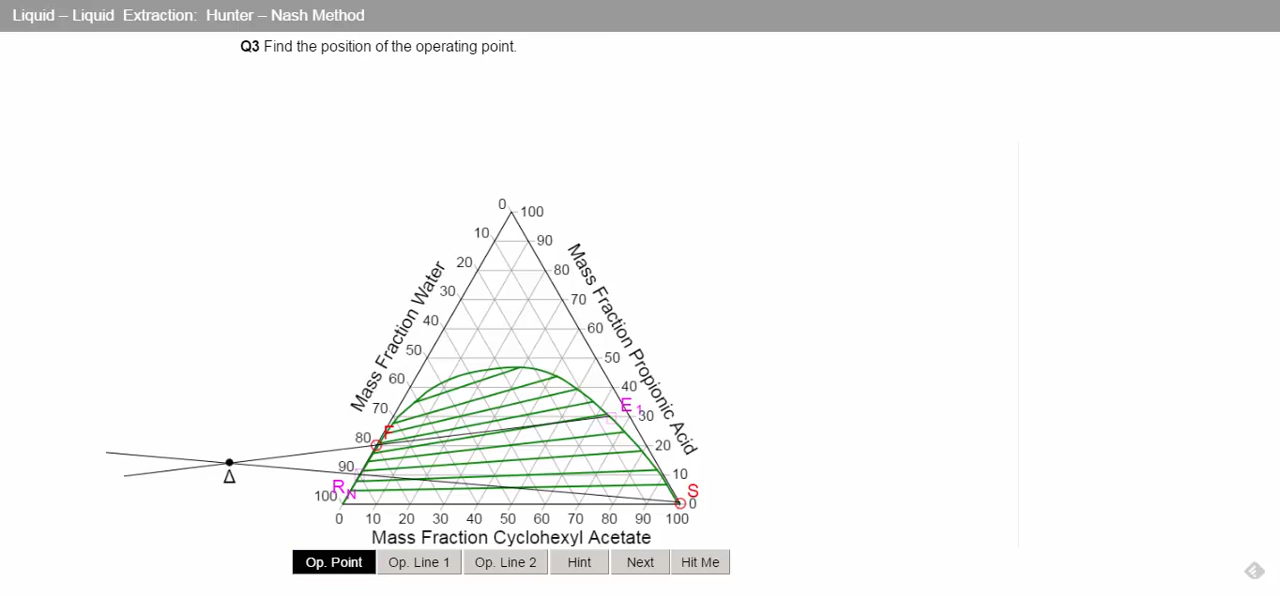 Liquid – Liquid Extraction: Hunter – Nash Method
Q3 Find the position of the operating point.
0
100
10
90
20
80
30
70
40
60
50
50
60
40
70
30
80
20
90
10
100
0
Mass Fraction Water
Mass Fraction Propionic Acid
E1
F
RN
S
Δ
0 10 20 30 40 50 60 70 80 90 100
Mass Fraction Cyclohexyl Acetate
Op. Point Op. Line 1 Op. Line 2 Hint Next Hit Me